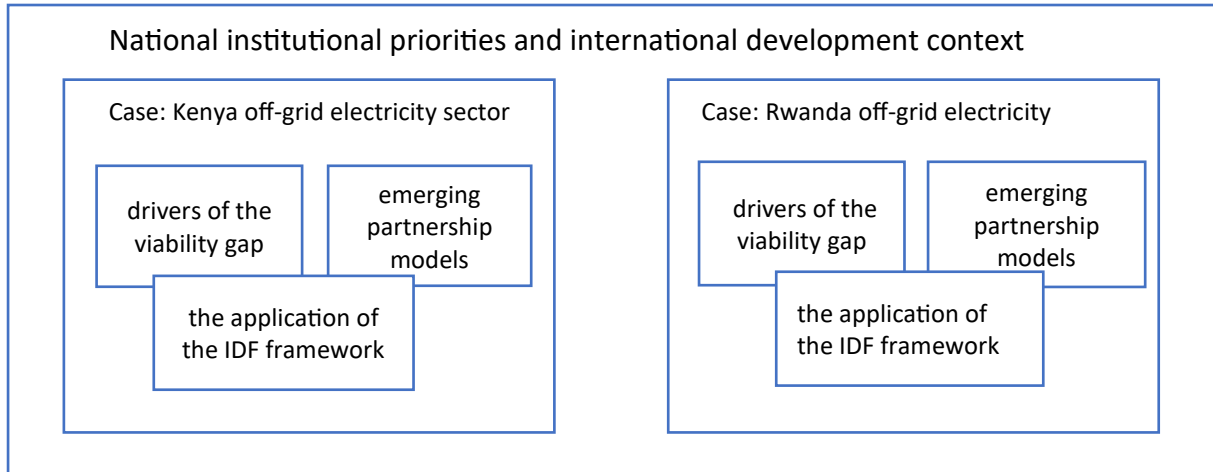 National institutional priorities and international development context
Case: Kenya off-grid electricity sector
drivers of the
viability gap
emerging
partnership
models
the application of
the IDF framework
Case: Rwanda off-grid electricity
drivers of the
viability gap
emerging
partnership
models
the application of
the IDF framework